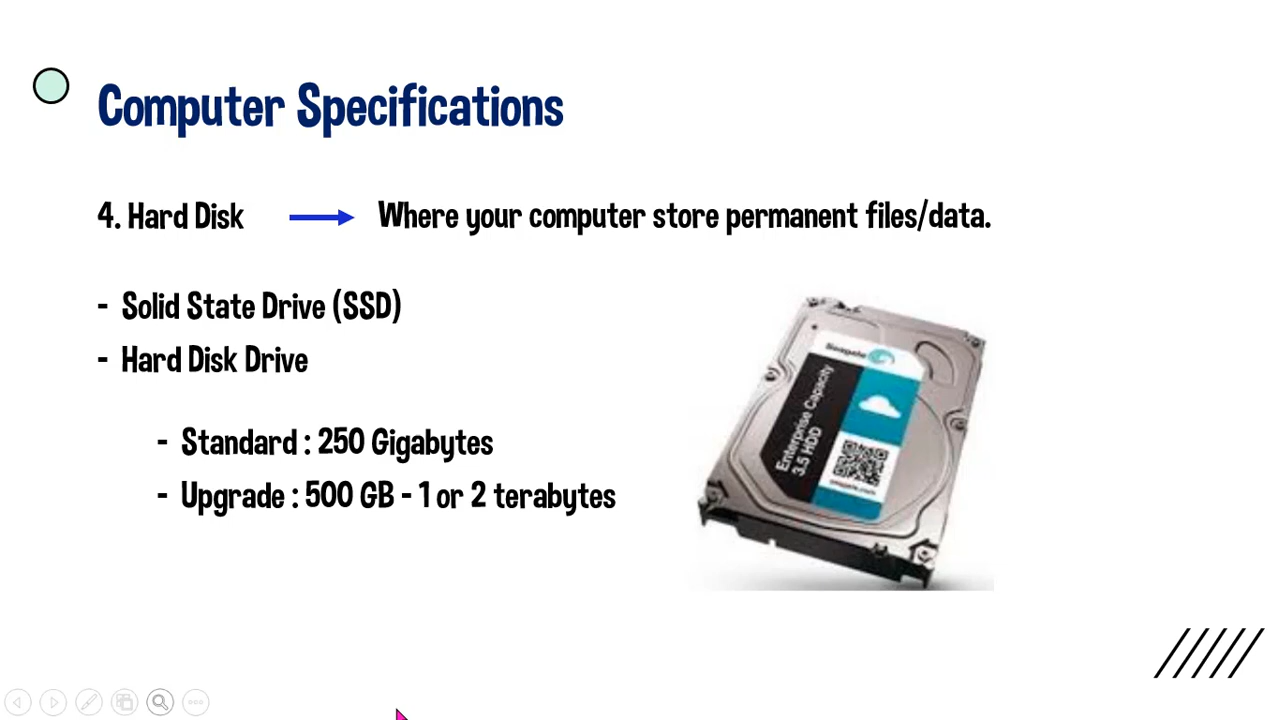 Computer Specifications
4. Hard Disk Where your computer store permanent files/data.
- Solid State Drive (SSD)
- Hard Disk Drive
- Standard : 250 Gigabytes
- Upgrade : 500 GB - 1 or 2 terabytes
Seagate
Enterprise Capacity
3.5 HDD